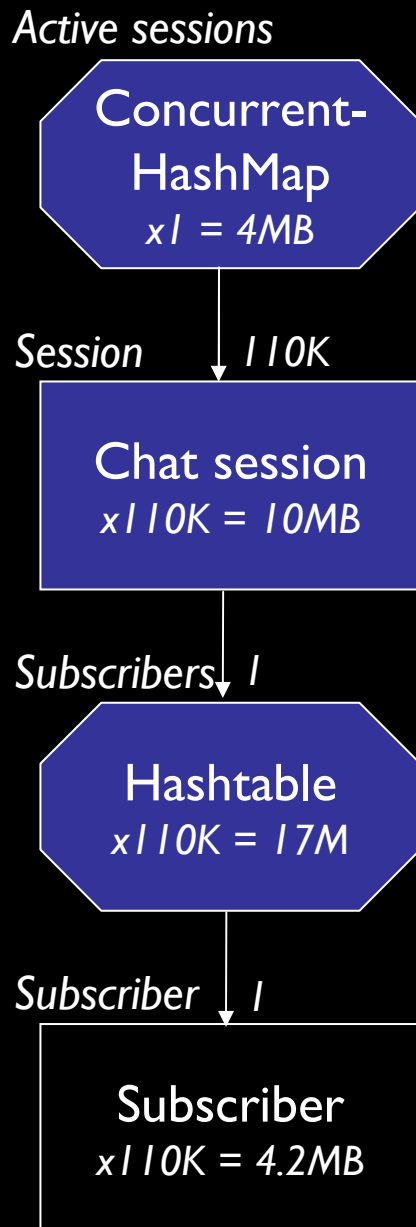 Active sessions
Concurrent-
HashMap
x1 = 4MB
Session 110K
Chat session
x110K = 10MB
Subscribers 1
Hashtable
x110K = 17M
Subscriber 1
Subscriber
x110K = 4.2MB